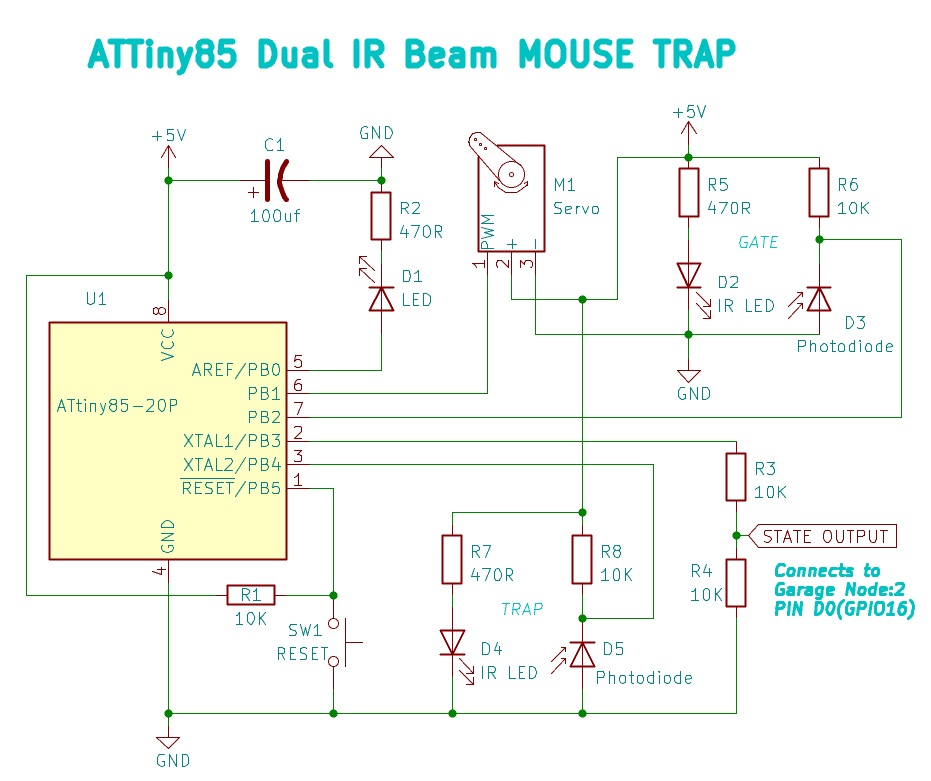 ATTiny85 Dual IR Beam MOUSE TRAP
+5V
C1
+
100uf
GND
R2
470R
D1
LED
M1
Servo
PWM
+
-
1
2
3
+5V
R5
470R
R6
10K
GATE
D2
IR LED
D3
Photodiode
GND
U1
8
VCC
ATtiny85-20P
AREF/PB0
5
PB1
6
PB2
7
XTAL1/PB3
2
XTAL2/PB4
3
RESET/PB5
1
GND
4
R1
10K
SW1
RESET
R7
470R
R8
10K
TRAP
D4
IR LED
D5
Photodiode
R3
10K
STATE OUTPUT
R4
10K
Connects to
Garage Node:2
PIN D0(GPIO16)
GND